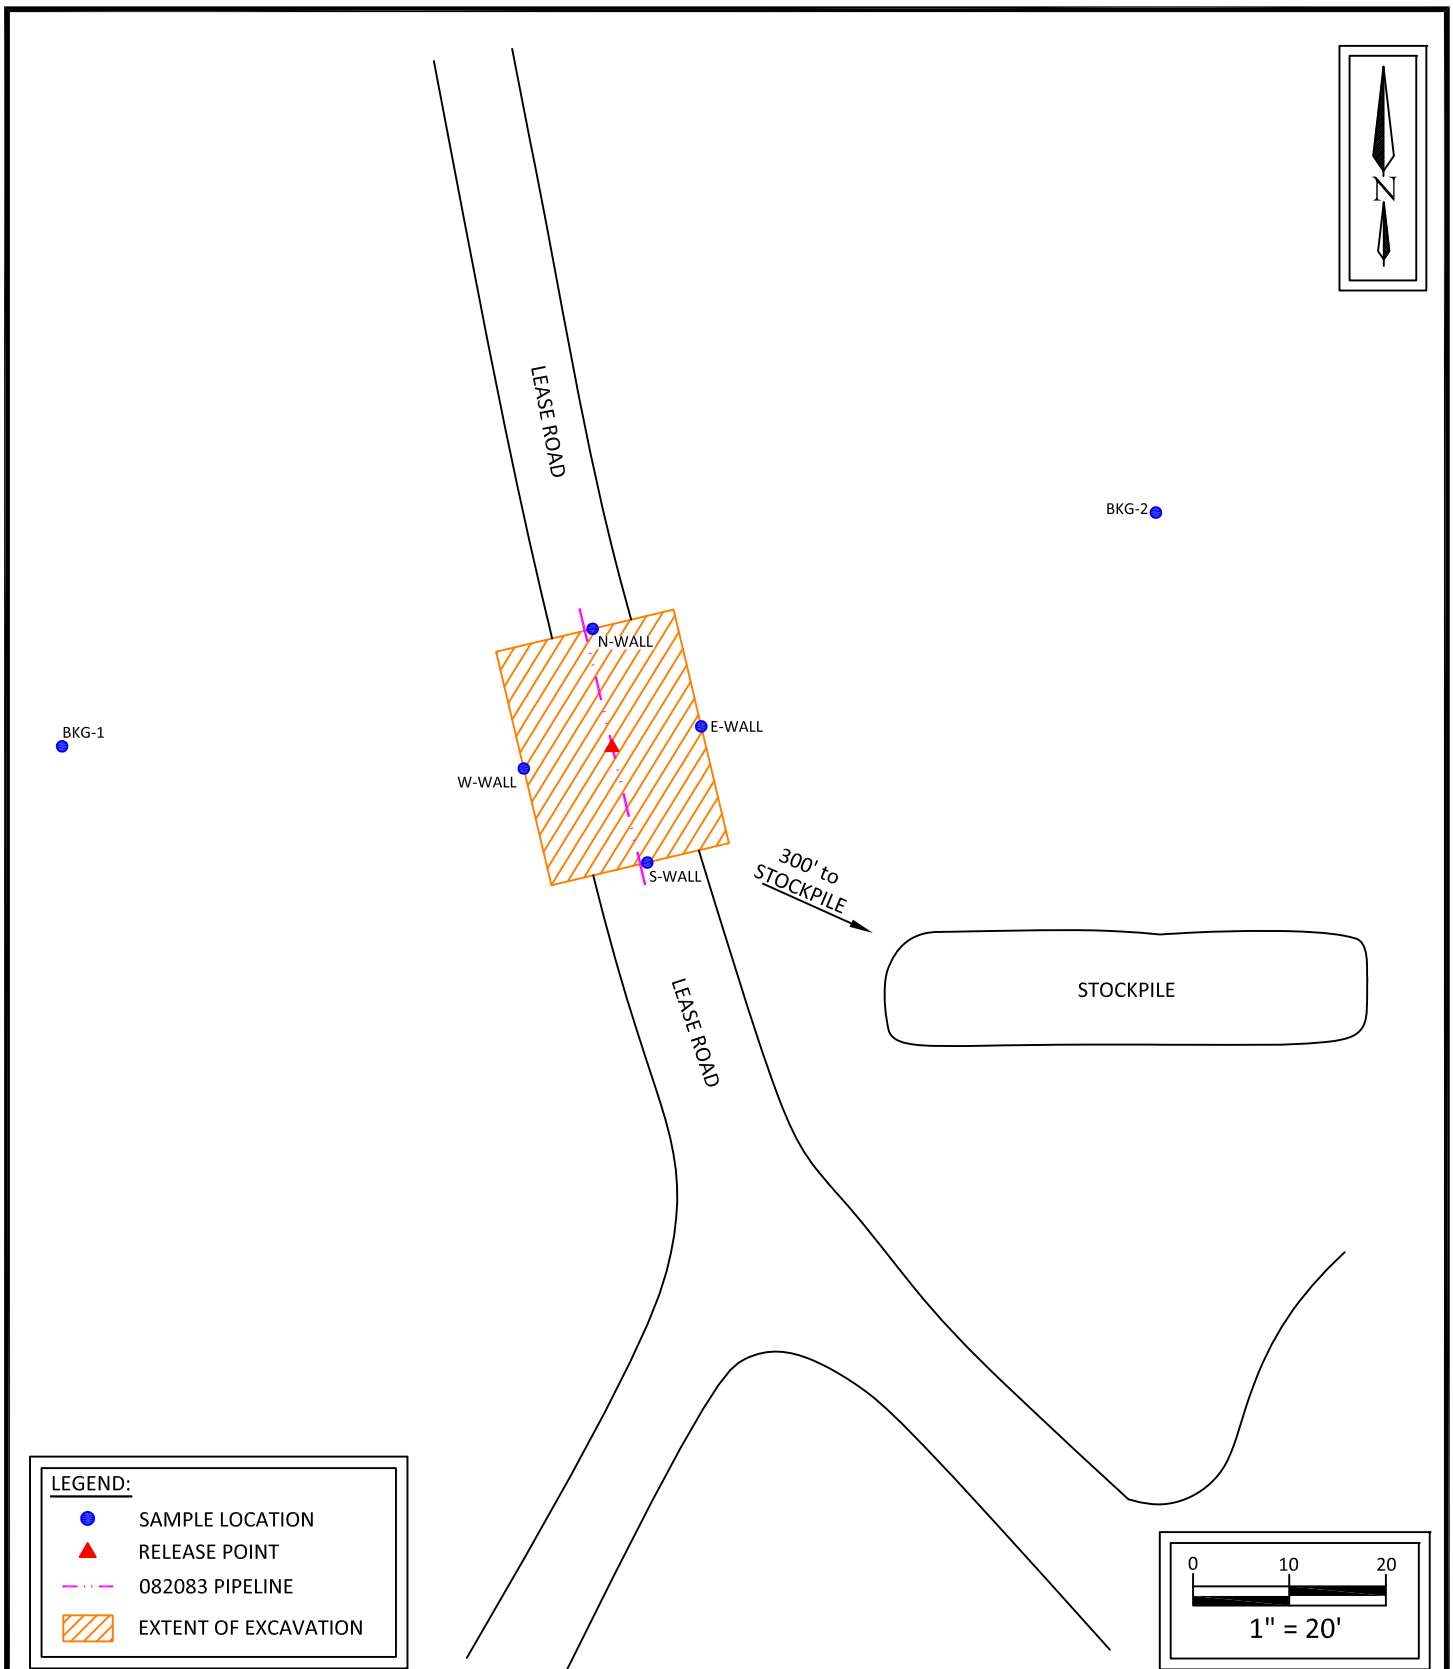 N
LEASE ROAD
BKG-2
N-WALL
E-WALL
BKG-1
W-WALL
S-WALL
300' to
STOCKPILE
STOCKPILE
LEASE ROAD
LEGEND:
SAMPLE LOCATION
RELEASE POINT
082083 PIPELINE
EXTENT OF EXCAVATION
0 10 20
1" = 20'